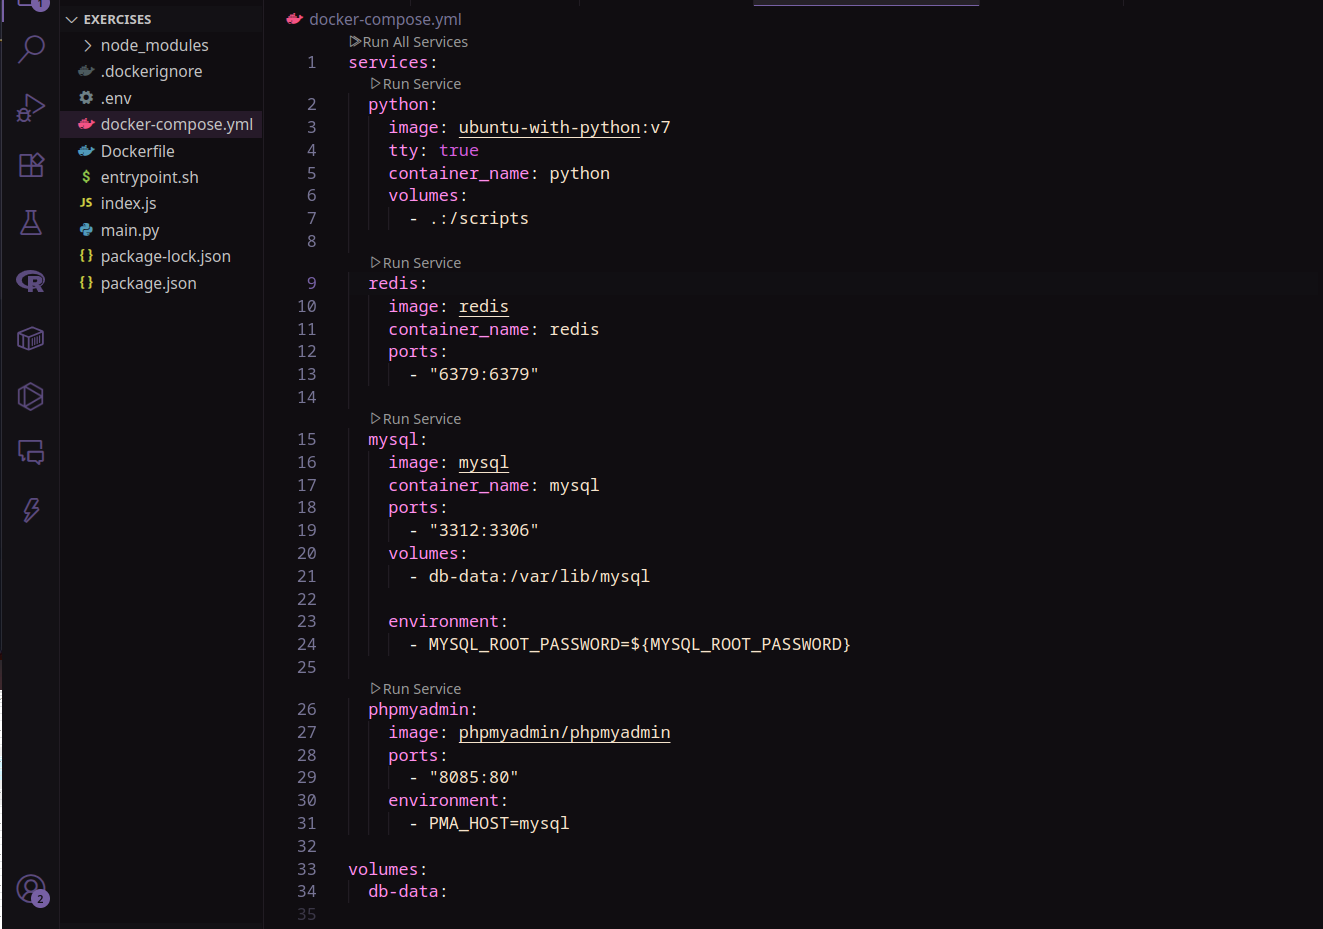 1
EXERCISES
node_modules
.dockerignore
.env
docker-compose.yml
Dockerfile
$ entrypoint.sh
JS index.js
main.py
{} package-lock.json
{} package.json
2
docker-compose.yml
Run All Services
1 services:
Run Service
2 python:
3 image: ubuntu-with-python:v7
4 tty: true
5 container_name: python
6 volumes:
7 - .:/scripts
8
Run Service
9 redis:
10 image: redis
11 container_name: redis
12 ports:
13 - "6379:6379"
14
Run Service
15 mysql:
16 image: mysql
17 container_name: mysql
18 ports:
19 - "3312:3306"
20 volumes:
21 - db-data:/var/lib/mysql
22
23 environment:
24 - MYSQL_ROOT_PASSWORD=${MYSQL_ROOT_PASSWORD}
25
Run Service
26 phpmyadmin:
27 image: phpmyadmin/phpmyadmin
28 ports:
29 - "8085:80"
30 environment:
31 - PMA_HOST=mysql
32
33 volumes:
34 db-data:
35